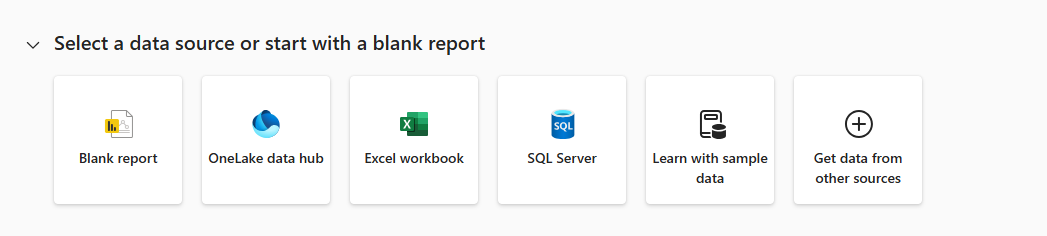 Select a data source or start with a blank report
Blank report
OneLake data hub
X
Excel workbook
SQL
SQL Server
Learn with sample
data
Get data from
other sources